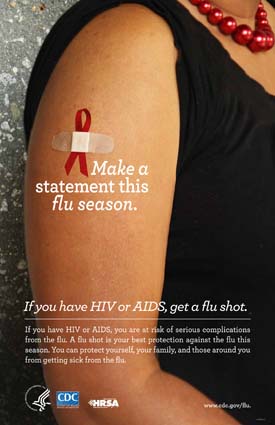 Make a
statement this
flu season.
If you have HIV or AIDS, get a flu shot.
If you have HIV or AIDS, you are at risk of serious complications
from the flu. A flu shot is your best protection against the flu this
season. You can protect yourself, your family, and those around you
from getting sick from the flu.
CDC
HRSA
www.cdc.gov/flu.